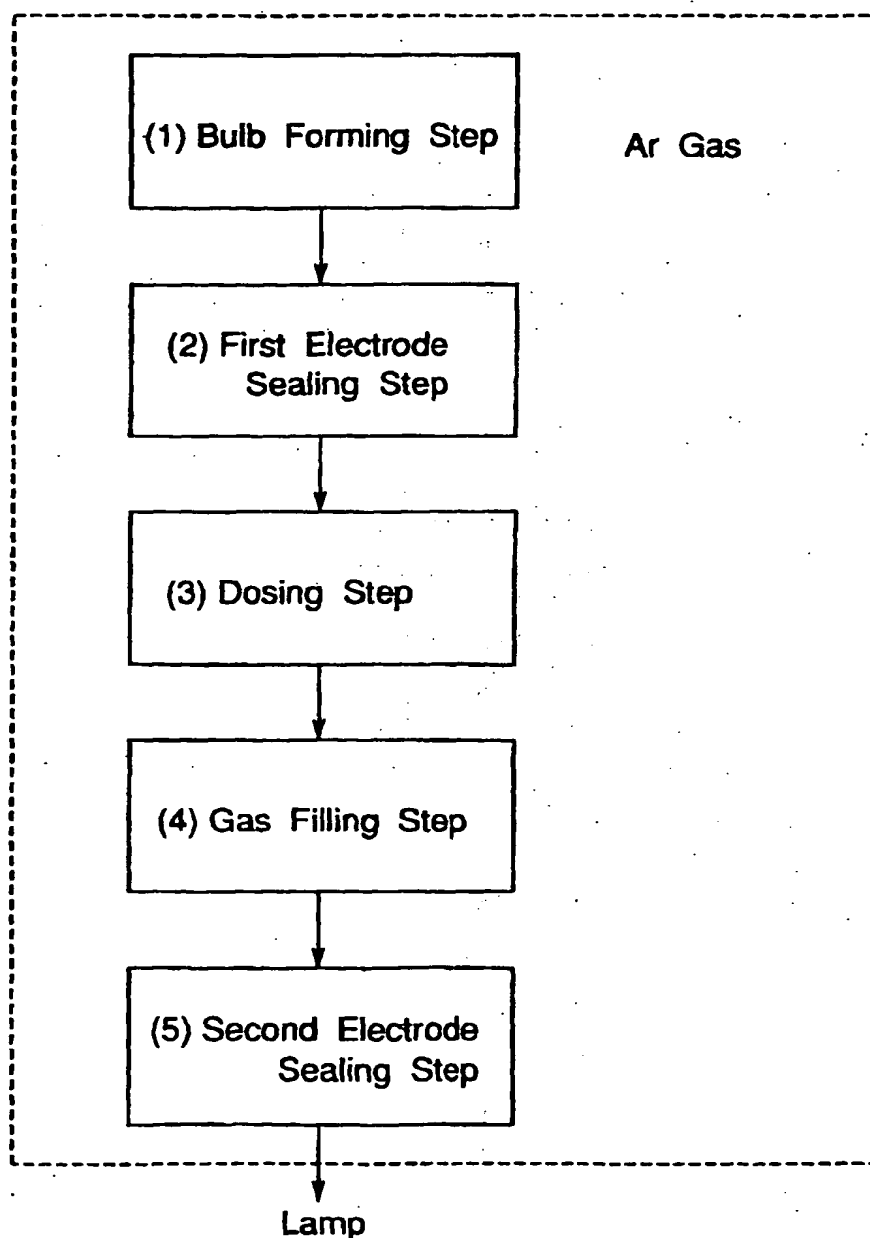 (1) Bulb Forming Step
Ar Gas
(2) First Electrode
Sealing Step
(3) Dosing Step
(4) Gas Filling Step
(5) Second Electrode
Sealing Step
Lamp